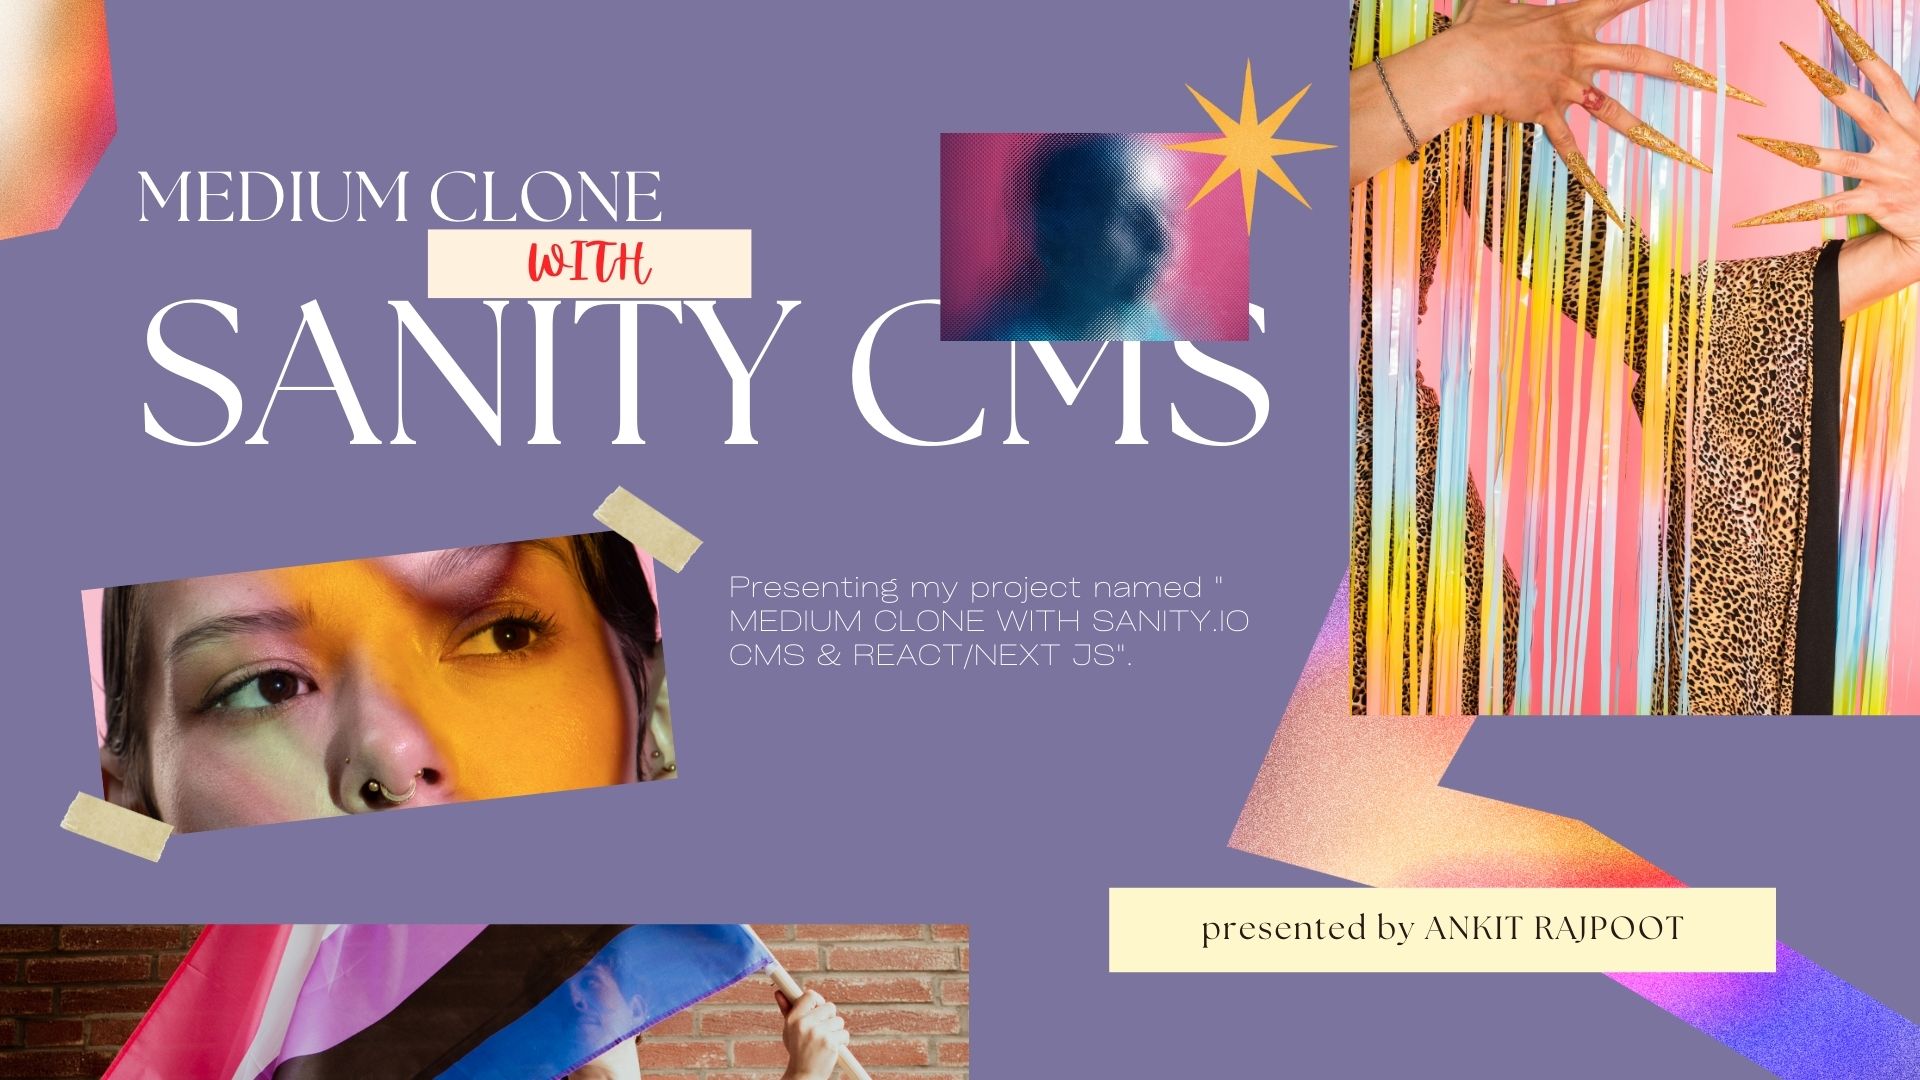 MEDIUM CLONE
WITH
SANITY CMS
Presenting my project named "
MEDIUM CLONE WITH SANITY.IO
CMS & REACT/NEXT JS".
presented by ANKIT RAJPOOT